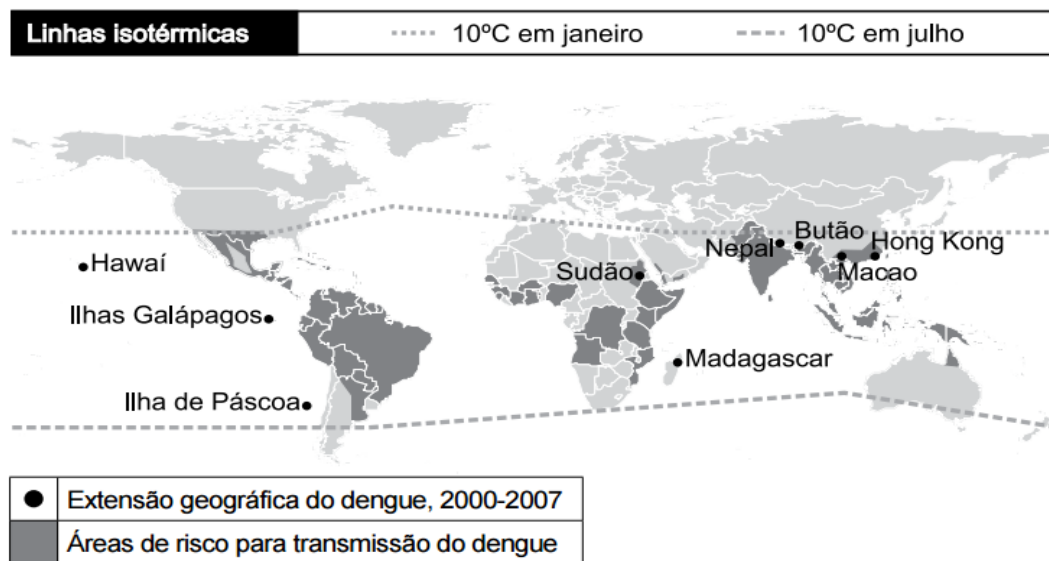 Linhas isotérmicas
10ºC em janeiro
10ºC em julho
Hawaí
Ilhas Galápagos
Ilha de Páscoa
Sudão
Nepal
Butão
Hong Kong
Macao
Madagascar
Extensão geográfica do dengue, 2000-2007
Áreas de risco para transmissão do dengue